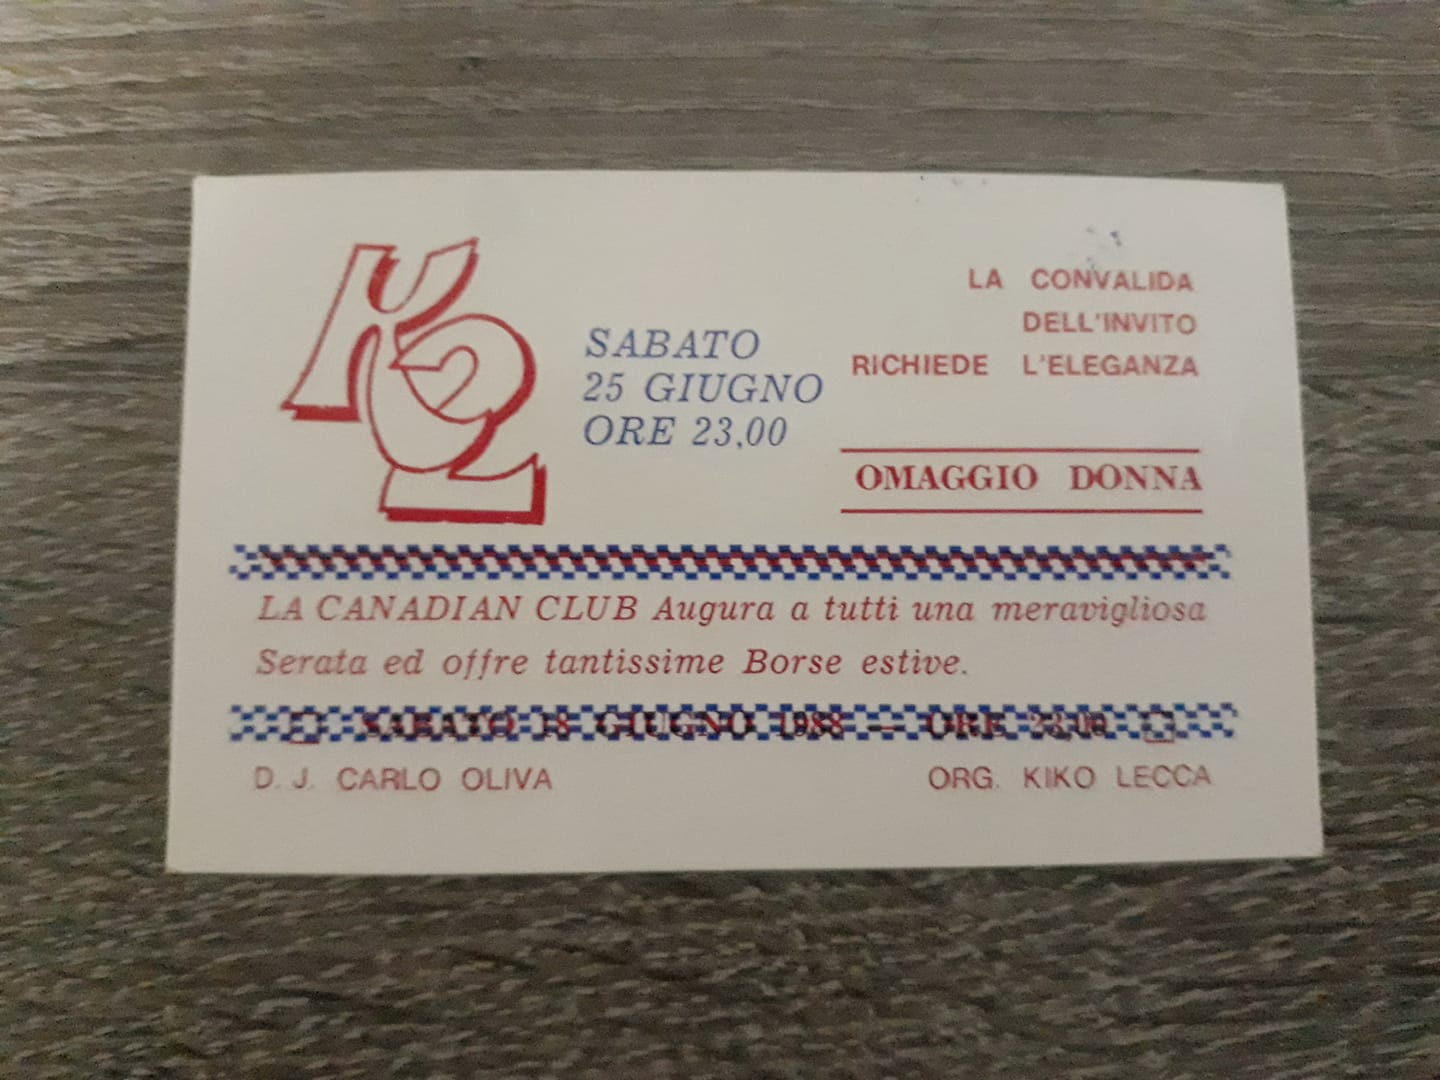 SABATO
25 GIUGNO
ORE 23,00
LA CONVALIDA
DELL'INVITO
RICHIEDE L'ELEGANZA
OMAGGIO DONNA
LA CANADIAN CLUB Augura a tutti una meravigliosa
Serata ed offre tantissime Borse estive.
SABATO 18 GIUGNO 1988 — ORE 23,00
D. J. CARLO OLIVA
ORG. KIKO LECCA